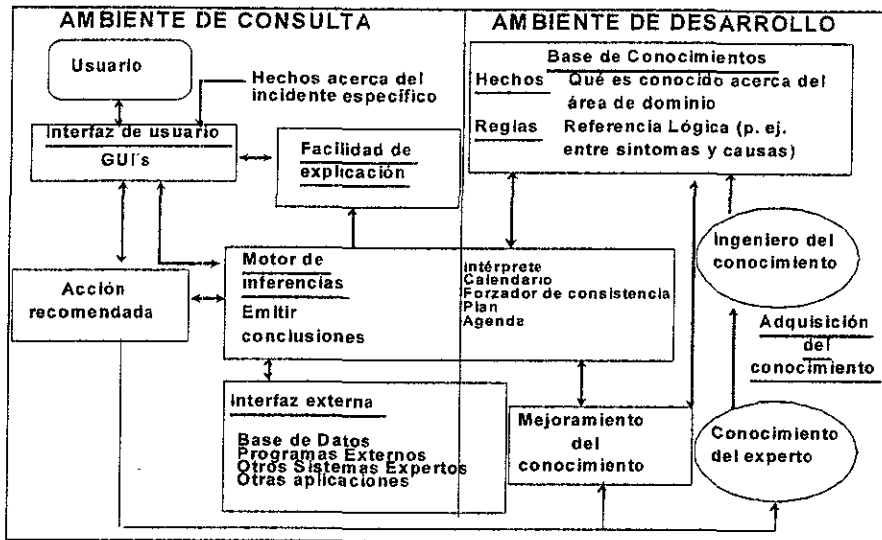 AMBIENTE DE CONSULTA
AMBIENTE DE DESARROLLO
Usuario
Hechos acerca del
incidente específico
Interfaz de usuario
GUI's
Facilidad de
explicación
Base de Conocimientos
Hechos Qué es conocido acerca del
área de dominio
Reglas Referencia Lógica (p. ej.
entre síntomas y causas)
Acción
recomendada
Motor de
inferencias
Emitir
conclusiones
Intérprete
Calendario
Forzador de consistencia
Plan
Agenda
Ingeniero del
conocimiento
Adquisición
del
conocimiento
Interfaz externa
Base de Datos
Programas Externos
Otros Sistemas Expertos
Otras aplicaciones
Mejoramiento
del
conocimiento
Conocimiento
del experto